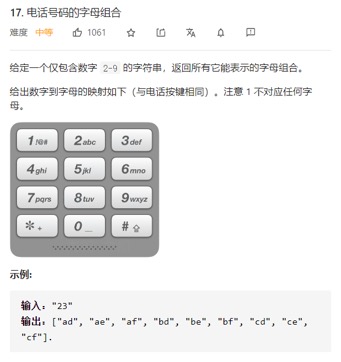 17. 电话号码的字母组合
难度 中等 1061
给定一个仅包含数字 2-9 的字符串，返回所有它能表示的字母组合。
给出数字到字母的映射如下（与电话按键相同）。注意 1 不对应任何字
母。
1 !@# 2 abc 3 def
4 ghi 5 jkl 6 mno
7 pqrs 8 tuv 9 wxyz
* + 0 __ # ⇧
示例:
输入："23"
输出：["ad", "ae", "af", "bd", "be", "bf", "cd", "ce",
"cf"].